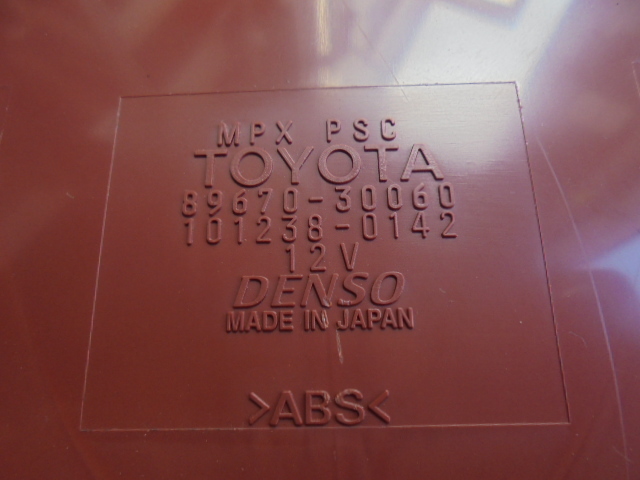 MPX PSC
TOYOTA
89670-30060
101238-0142
12V
DENSO
MADE IN JAPAN
>ABS<